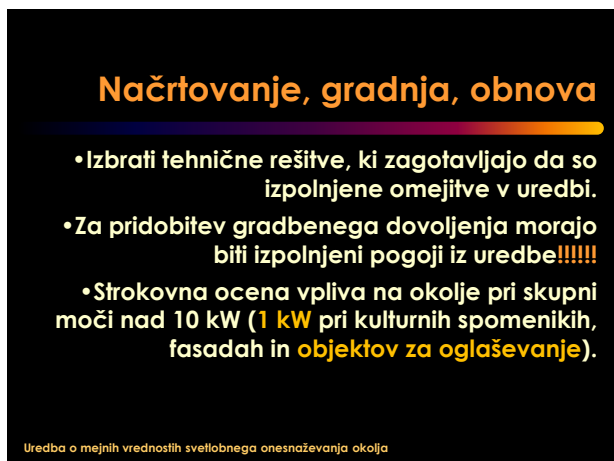 Načrtovanje, gradnja, obnova
•Izbrati tehnične rešitve, ki zagotavljajo da so
izpolnjene omejitve v uredbi.
•Za pridobitev gradbenega dovoljenja morajo
biti izpolnjeni pogoji iz uredbe!!!!!!
•Strokovna ocena vpliva na okolje pri skupni
moči nad 10 kW (1 kW pri kulturnih spomenikih,
fasadah in objektov za oglaševanje).
Uredba o mejnih vrednostih svetlobnega onesnaževanja okolja